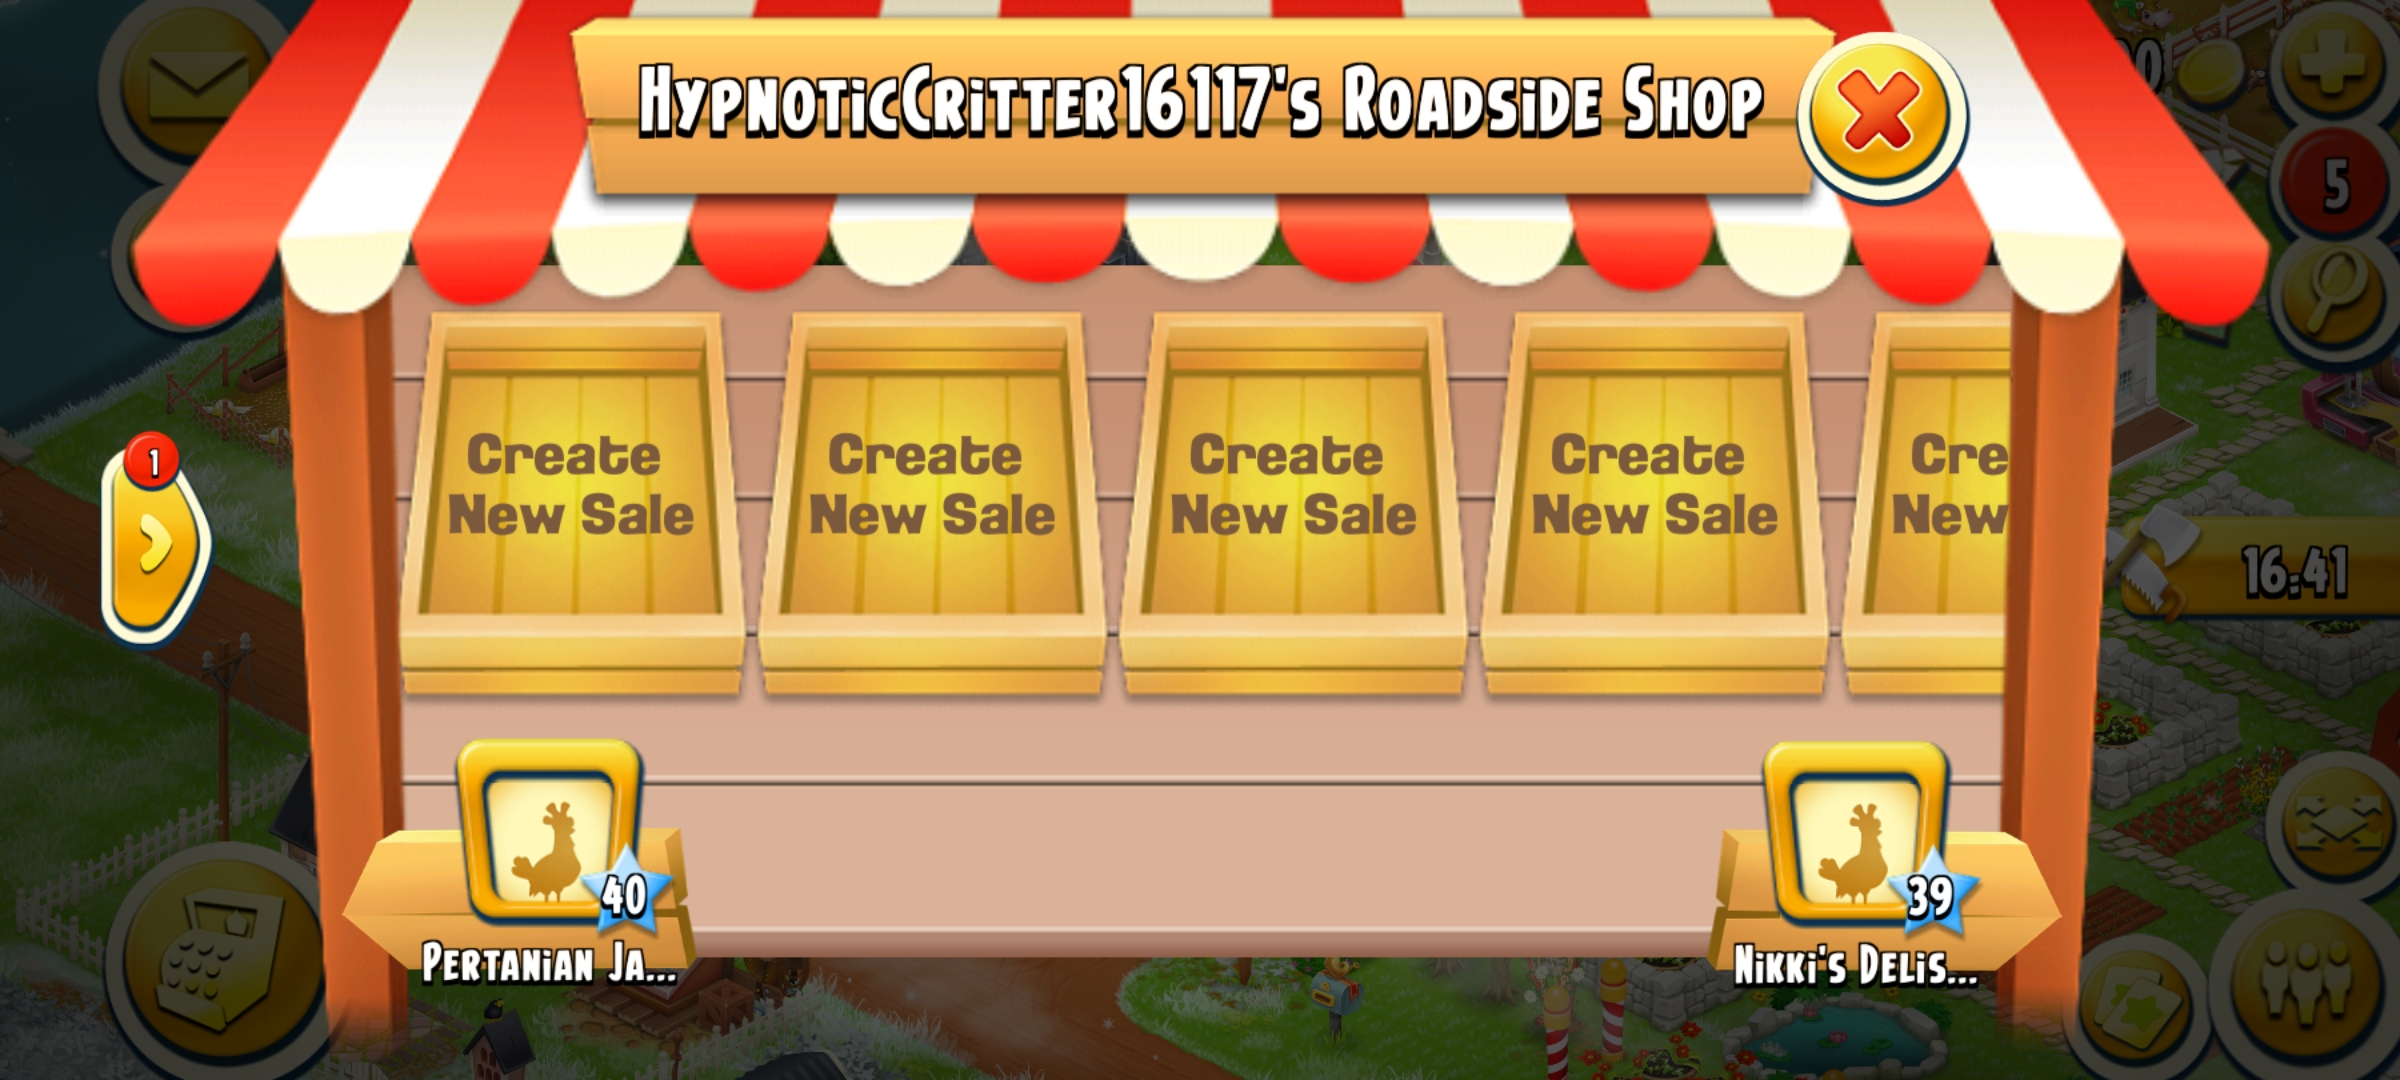 HypnoticCritter16117's Roadside Shop
5
Create
New Sale
Create
New Sale
Create
New Sale
Create
New Sale
Cre
New
1
16:41
40
Pertanian Ja...
39
Nikki's Delis...